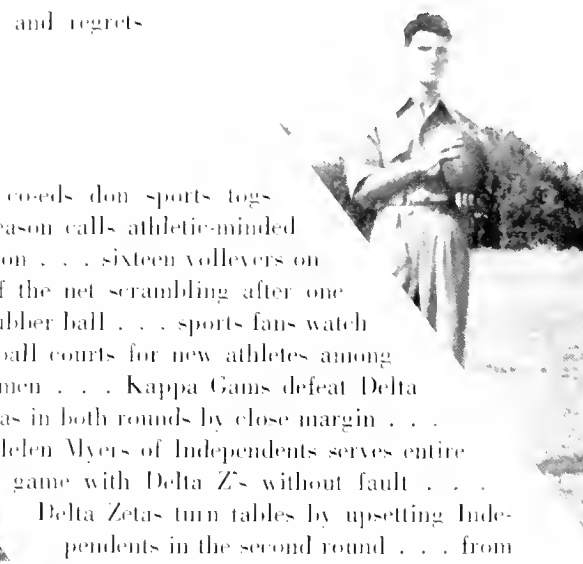 and regrets
co-eds don sports togs
eason calls athletic-minded
on . . . sixteen volleyers on
f the net scrambling after one
ubber ball . . . sports fans watch
ball courts for new athletes among
men . . . Kappa Gams defeat Delta
as in both rounds by close margin . . .
Helen Myers of Independents serves entire
game with Delta Z's without fault . . .
Delta Zetas turn tables by upsetting Inde-
pendents in the second round . . . from